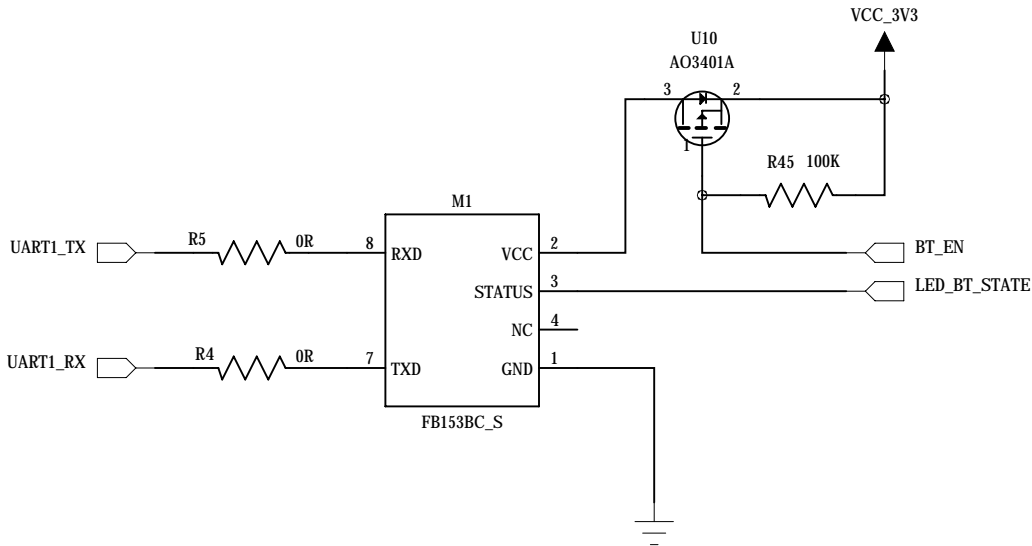 VCC_3V3
U10
AO3401A
3
2
1
R45 100K
M1
UART1_TX
R5
0R
8
RXD
VCC
2
BT_EN
STATUS
3
LED_BT_STATE
NC
4
UART1_RX
R4
0R
7
TXD
GND
1
FB153BC_S